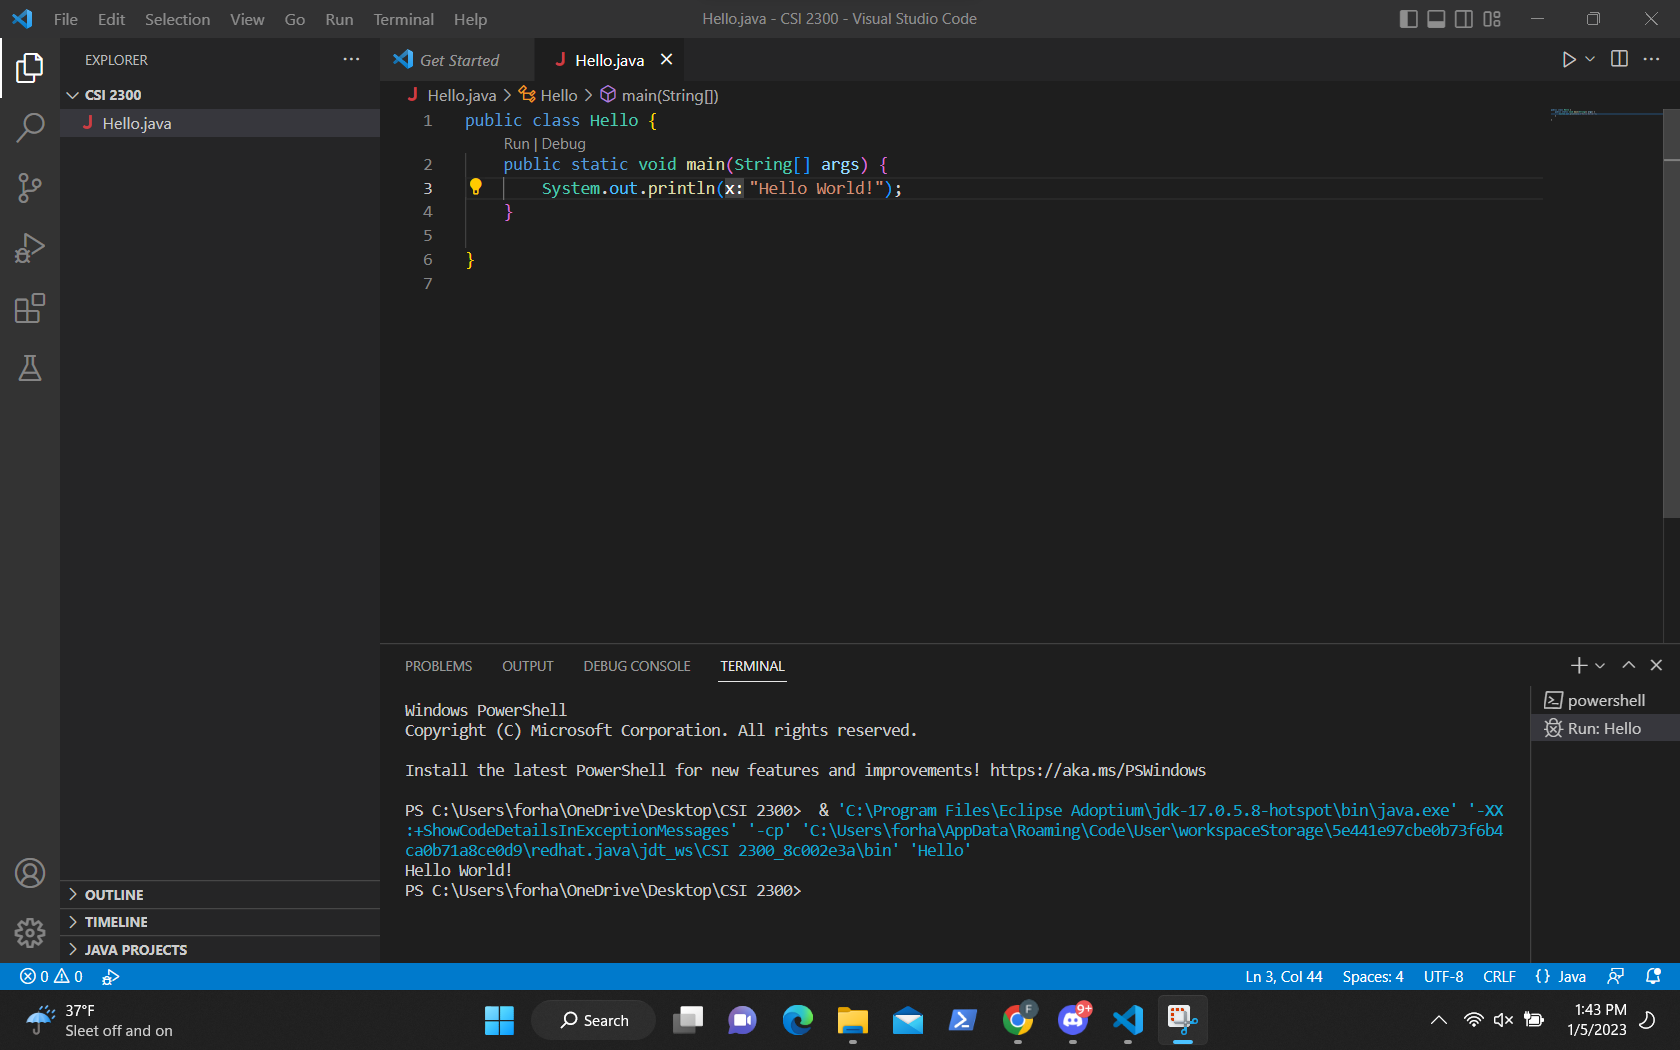 File Edit Selection View Go Run Terminal Help
Hello.java - CSI 2300 - Visual Studio Code
EXPLORER
CSI 2300
Hello.java
Get Started
Hello.java
Hello.java > Hello > main(String[])
1 public class Hello {
Run | Debug
2 public static void main(String[] args) {
3 System.out.println(x: "Hello World!");
4 }
5
6 }
7
OUTLINE
TIMELINE
JAVA PROJECTS
PROBLEMS OUTPUT DEBUG CONSOLE TERMINAL
Windows PowerShell
Copyright (C) Microsoft Corporation. All rights reserved.
Install the latest PowerShell for new features and improvements! https://aka.ms/PSWindows
PS C:\Users\forha\OneDrive\Desktop\CSI 2300>  & 'C:\Program Files\Eclipse Adoptium\jdk-17.0.5.8-hotspot\bin\java.exe' '-XX
:+ShowCodeDetailsInExceptionMessages' '-cp' 'C:\Users\forha\AppData\Roaming\Code\User\workspaceStorage\5e441e97cbe0b73f6b4
ca0b71a8ce0d9\redhat.java\jdt_ws\CSI 2300_8c002e3a\bin' 'Hello'
Hello World!
PS C:\Users\forha\OneDrive\Desktop\CSI 2300>
powershell
Run: Hello
0 0
Ln 3, Col 44 Spaces: 4 UTF-8 CRLF {} Java
37°F
Sleet off and on
Search
F
9+
1:43 PM
1/5/2023